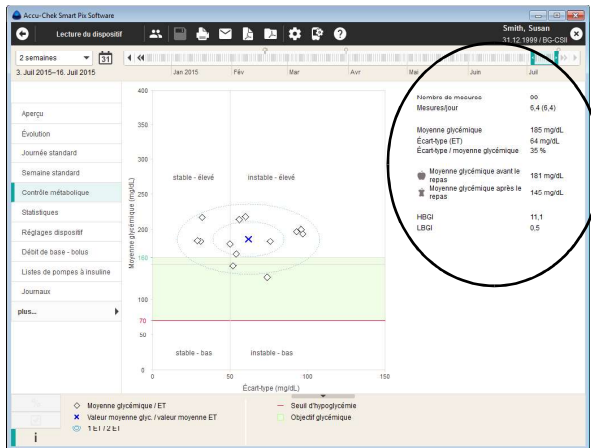 Accu-Chek Smart Pix Software
Lecture du dispositif
Smith, Susan
31.12.1999 / BG-CSII
2 semaines
31
3. Juil 2015–16. Juil 2015
Jan 2015 Fév Mar Avr Mai Juin Juil
Aperçu
Évolution
Journée standard
Semaine standard
Contrôle métabolique
Statistiques
Réglages dispositif
Débit de base - bolus
Listes de pompes à insuline
Journaux
plus...
Moyenne glycémique (mg/dL)
400
350
300
250
200
160
150
100
70
50
0
stable - élevé
instable - élevé
stable - bas
instable - bas
0 50 100 150
Écart-type (mg/dL)
Nombre de mesures
Mesures/jour 6,4 (6,4)
Moyenne glycémique 185 mg/dL
Écart-type (ET) 64 mg/dL
Écart-type / moyenne glycémique 35 %
Moyenne glycémique avant le repas 181 mg/dL
Moyenne glycémique après le repas 145 mg/dL
HBGI 11,1
LBGI 0,5
Moyenne glycémique / ET
Valeur moyenne glyc. / valeur moyenne ET
1 ET / 2 ET
Seuil d'hypoglycémie
Objectif glycémique